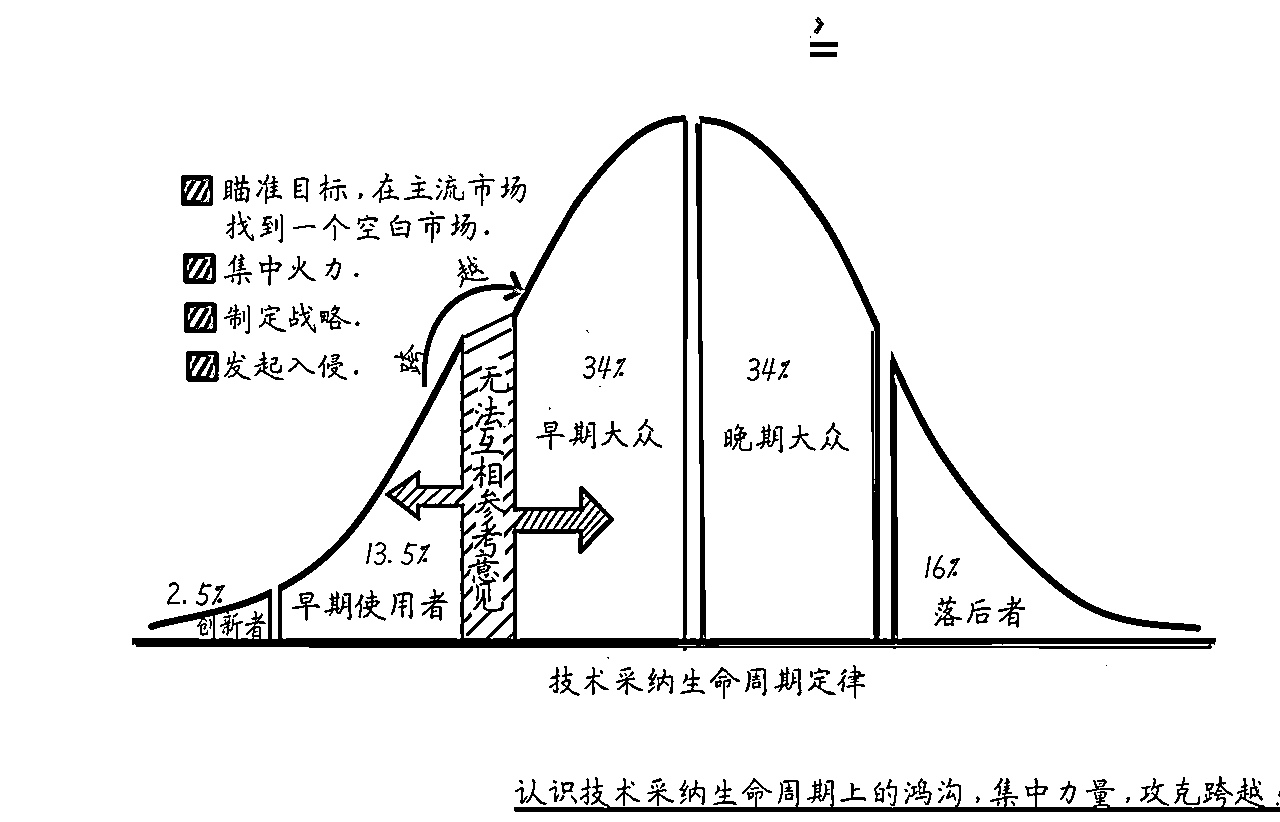 瞄准目标，在主流市场
找到一个空白市场.
集中火力.
制定战略.
发起入侵.
跨越
无法互相参考意见
2.5%
创新者
13.5%
早期使用者
34%
早期大众
34%
晚期大众
16%
落后者
技术采纳生命周期定律
认识技术采纳生命周期上的鸿沟，集中力量，攻克跨越